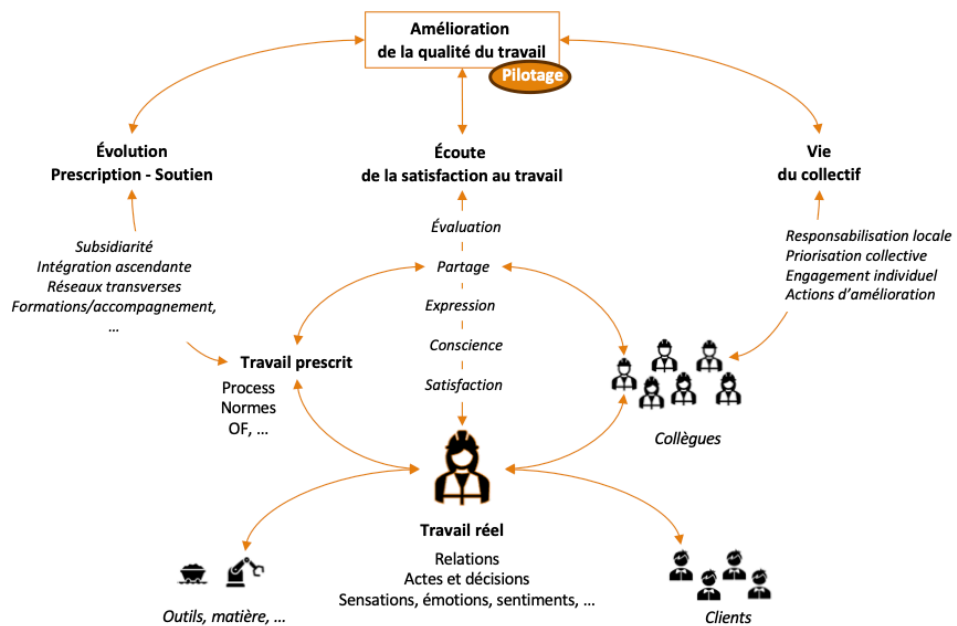 Amélioration
de la qualité du travail
Pilotage
Évolution
Prescription - Soutien
Écoute
de la satisfaction au travail
Vie
du collectif
Subsidiarité
Intégration ascendante
Réseaux transverses
Formations/accompagnement,
…
Évaluation
Partage
Expression
Conscience
Satisfaction
Responsabilisation locale
Priorisation collective
Engagement individuel
Actions d’amélioration
Travail prescrit
Process
Normes
OF, …
Collègues
Travail réel
Relations
Actes et décisions
Sensations, émotions, sentiments, …
Outils, matière, …
Clients